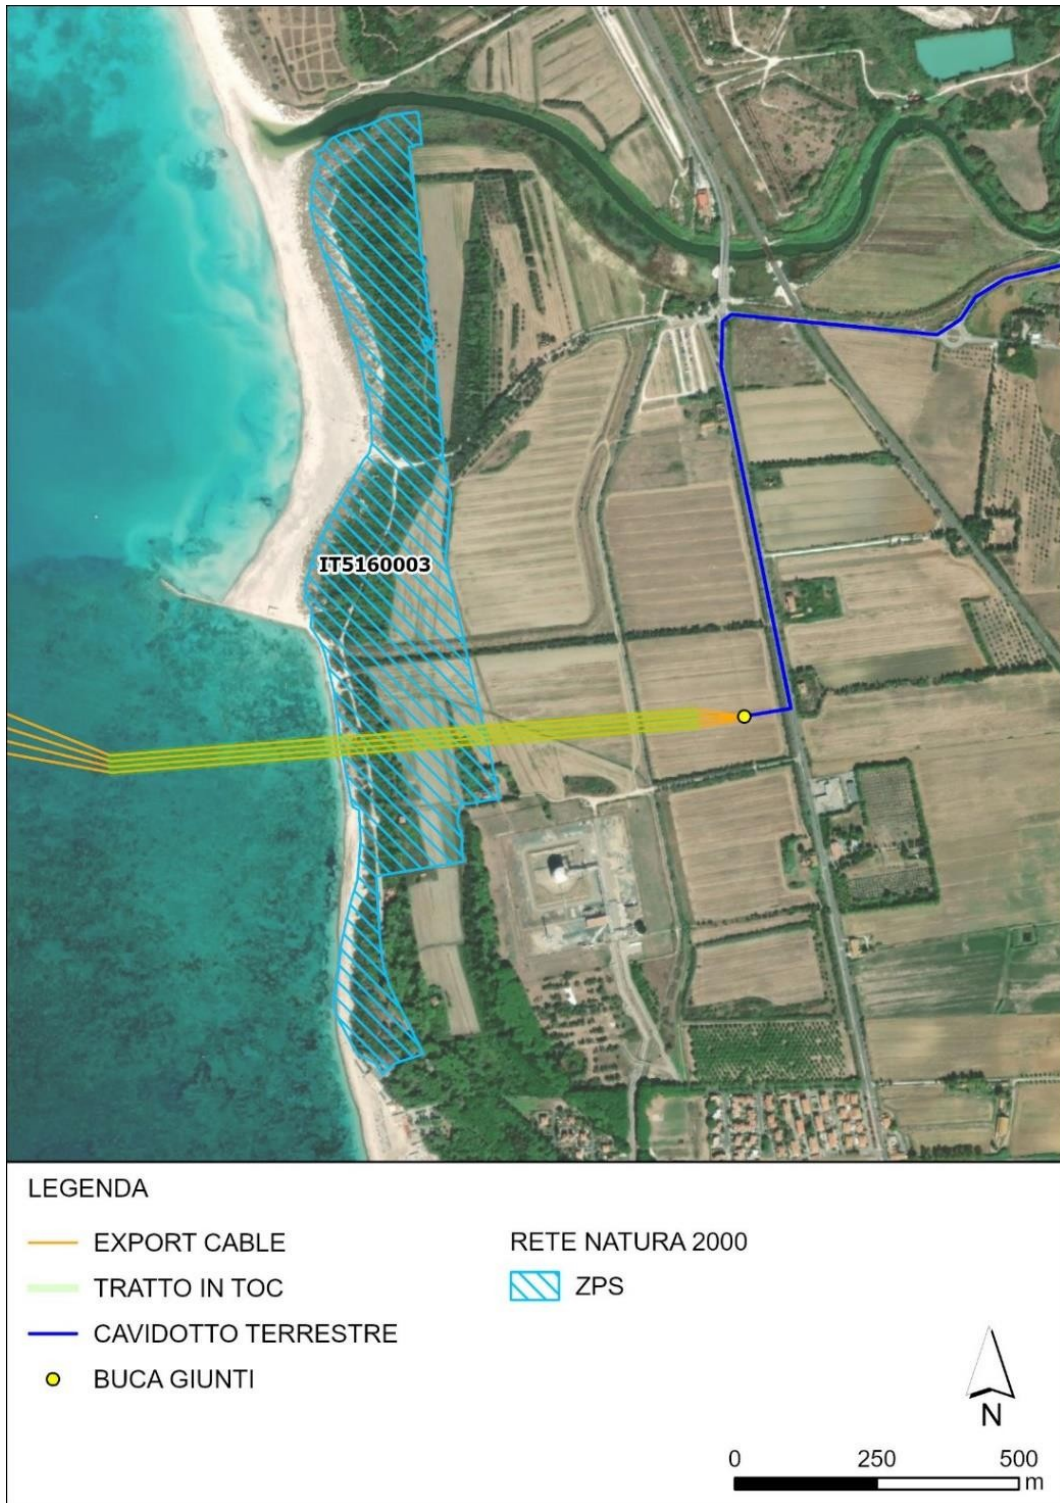 IT5160003
LEGENDA
EXPORT CABLE
TRATTO IN TOC
CAVIDOTTO TERRESTRE
BUCA GIUNTI
RETE NATURA 2000
ZPS
N
0 250 500
m